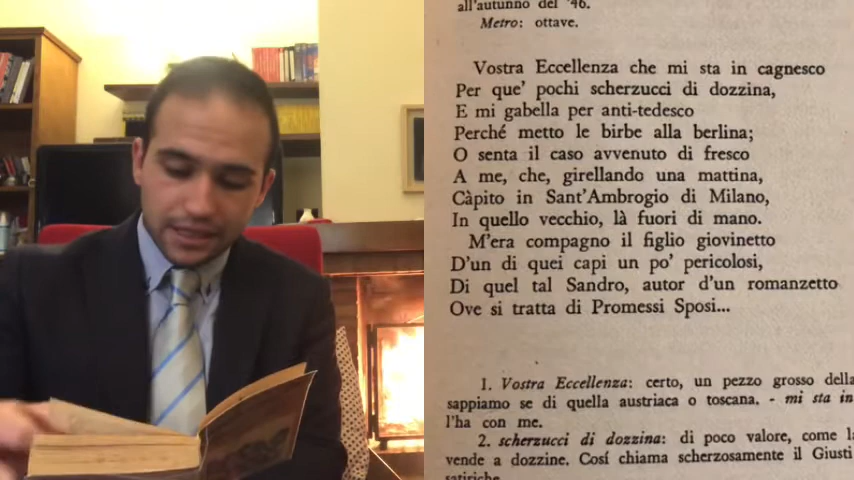 all'autunno del '46.
Metro: ottave.
Vostra Eccellenza che mi sta in cagnesco
Per que' pochi scherzucci di dozzina,
E mi gabella per anti-tedesco
Perché metto le birbe alla berlina;
O senta il caso avvenuto di fresco
A me, che, girellando una mattina,
Càpito in Sant'Ambrogio di Milano,
In quello vecchio, là fuori di mano.
M'era compagno il figlio giovinetto
D'un di quei capi un po' pericolosi,
Di quel tal Sandro, autor d'un romanzetto
Ove si tratta di Promessi Sposi...
1. Vostra Eccellenza: certo, un pezzo grosso della
sappiamo se di quella austriaca o toscana. - mi sta in
l'ha con me.
2. scherzucci di dozzina: di poco valore, come
vende a dozzine. Cosí chiama scherzosamente il Giusti
satiriche